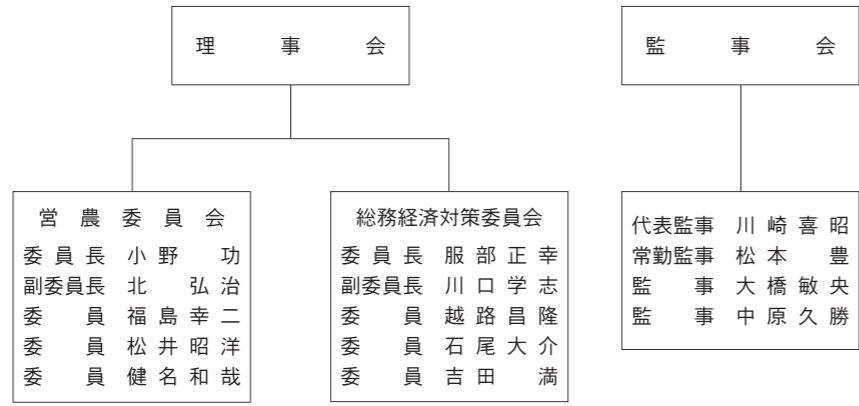 理事会
監事会
営農委員会
委員長 小野功
副委員長 北弘治
委員 福島幸二
委員 松井昭洋
委員 健名和哉
総務経済対策委員会
委員長 服部正幸
副委員長 川口学志
委員 越路昌隆
委員 石尾大介
委員 吉田満
代表監事 川崎喜昭
常勤監事 松本豊
監事 大橋敏央
監事 中原久勝